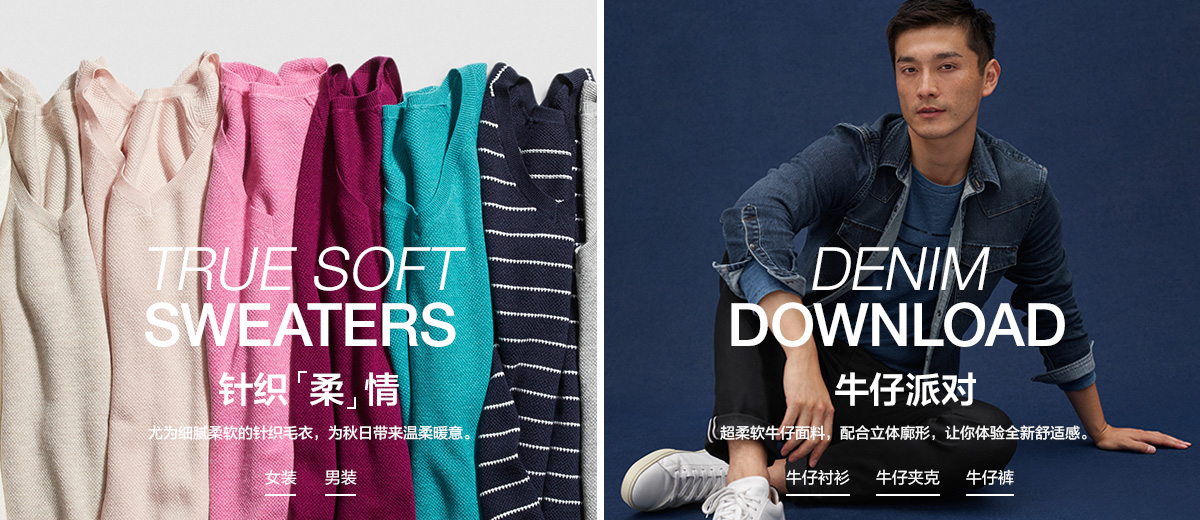 TRUE SOFT
SWEATERS
针织「柔」情
尤为细腻柔软的针织毛衣，为秋日带来温柔暖意。
女装 男装
DENIM
DOWNLOAD
牛仔派对
超柔软牛仔面料，配合立体廓形，让你体验全新舒适感。
牛仔衬衫 牛仔夹克 牛仔裤